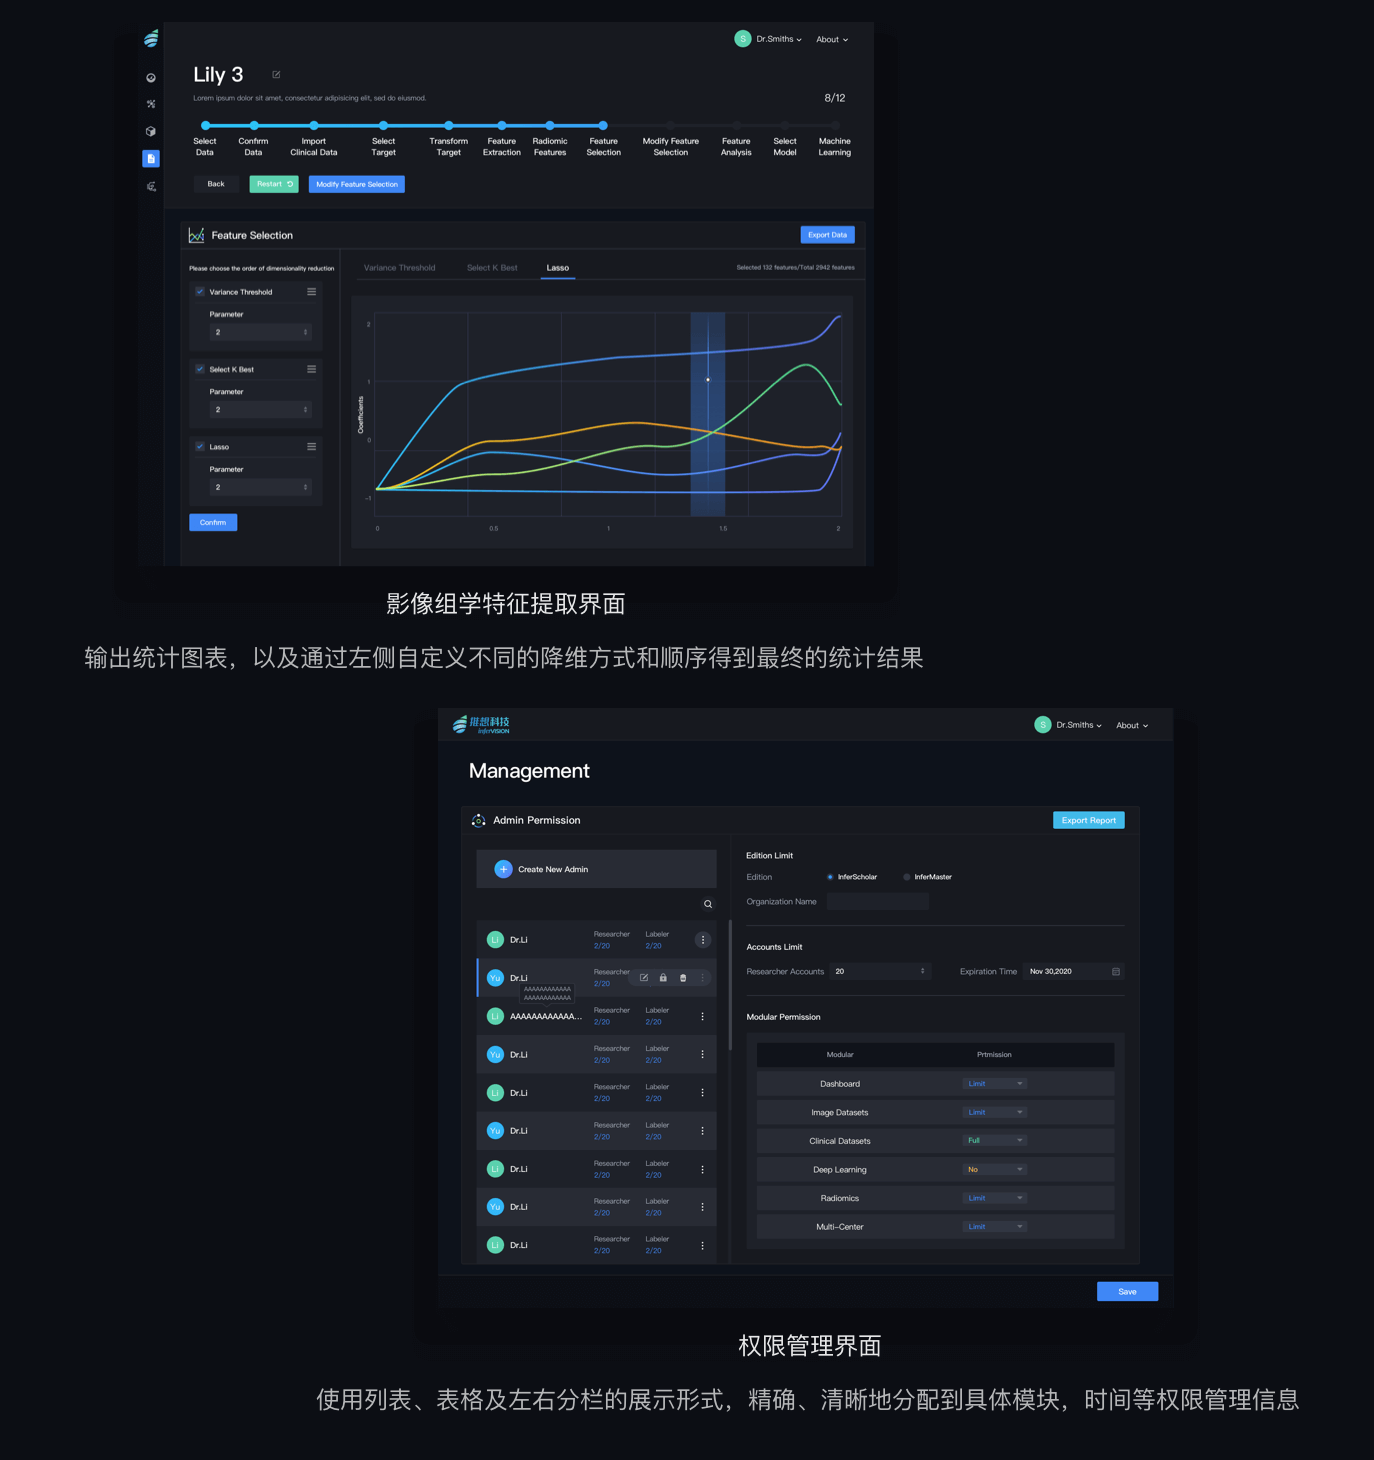 S Dr.Smiths About
Lily 3
Lorem ipsum dolor sit amet, consectetur adipisicing elit, sed do eiusmod.
8/12
Select Data
Confirm Data
Import Clinical Data
Select Target
Transform Target
Feature Extraction
Radiomic Features
Feature Selection
Modify Feature Selection
Feature Analysis
Select Model
Machine Learning
Back Restart Modify Feature Selection
Feature Selection Export Data
Please choose the order of dimensionality reduction
Variance Threshold
Parameter
2
Select K Best
Parameter
2
Lasso
Parameter
2
Confirm
Variance Threshold Select K Best Lasso Selected 132 features/Total 2942 features
Coefficients
2
1
0
-1
0 0.5 1 1.5 2
影像组学特征提取界面
输出统计图表，以及通过左侧自定义不同的降维方式和顺序得到最终的统计结果
推想科技
inferVISION
S Dr.Smiths About
Management
Admin Permission Export Report
Create New Admin
Li Dr.Li Researcher 2/20 Labeler 2/20
Yu Dr.Li Researcher 2/20
AAAAAAAAAAAA
AAAAAAAAAAAA
Li AAAAAAAAAAAA... Researcher 2/20 Labeler 2/20
Yu Dr.Li Researcher 2/20 Labeler 2/20
Li Dr.Li Researcher 2/20 Labeler 2/20
Yu Dr.Li Researcher 2/20 Labeler 2/20
Li Dr.Li Researcher 2/20 Labeler 2/20
Yu Dr.Li Researcher 2/20 Labeler 2/20
Li Dr.Li Researcher 2/20 Labeler 2/20
Edition Limit
Edition InferScholar InferMaster
Organization Name
Accounts Limit
Researcher Accounts 20 Expiration Time Nov 30,2020
Modular Permission
Modular Prtmission
Dashboard Limit
Image Datasets Limit
Clinical Datasets Full
Deep Learning No
Radiomics Limit
Multi-Center Limit
Save
权限管理界面
使用列表、表格及左右分栏的展示形式，精确、清晰地分配到具体模块，时间等权限管理信息